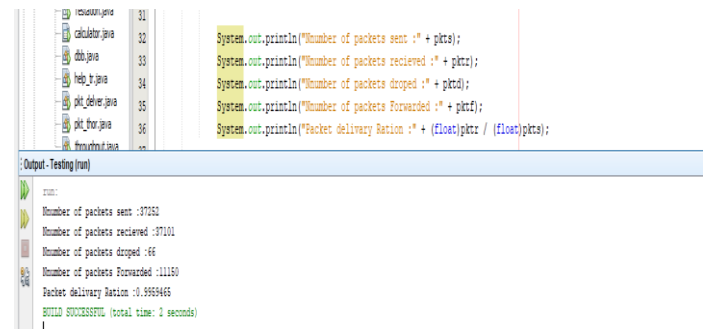 31
calculator.java 32 System.out.println("Nnumber of packets sent :" + pkts);
dbb.java 33 System.out.println("Nnumber of packets recieved :" + pktr);
help_tr.java 34 System.out.println("Nnumber of packets droped :" + pktd);
pkt_delver.java 35 System.out.println("Nnumber of packets Forwarded :" + pktf);
pkt_thor.java 36 System.out.println("Packet delivary Ration :" + (float)pktr / (float)pkts);
throughput.java
Output - Testing (run)
run:
Nnumber of packets sent :37252
Nnumber of packets recieved :37101
Nnumber of packets droped :66
Nnumber of packets Forwarded :11150
Packet delivary Ration :0.9959465
BUILD SUCCESSFUL (total time: 2 seconds)